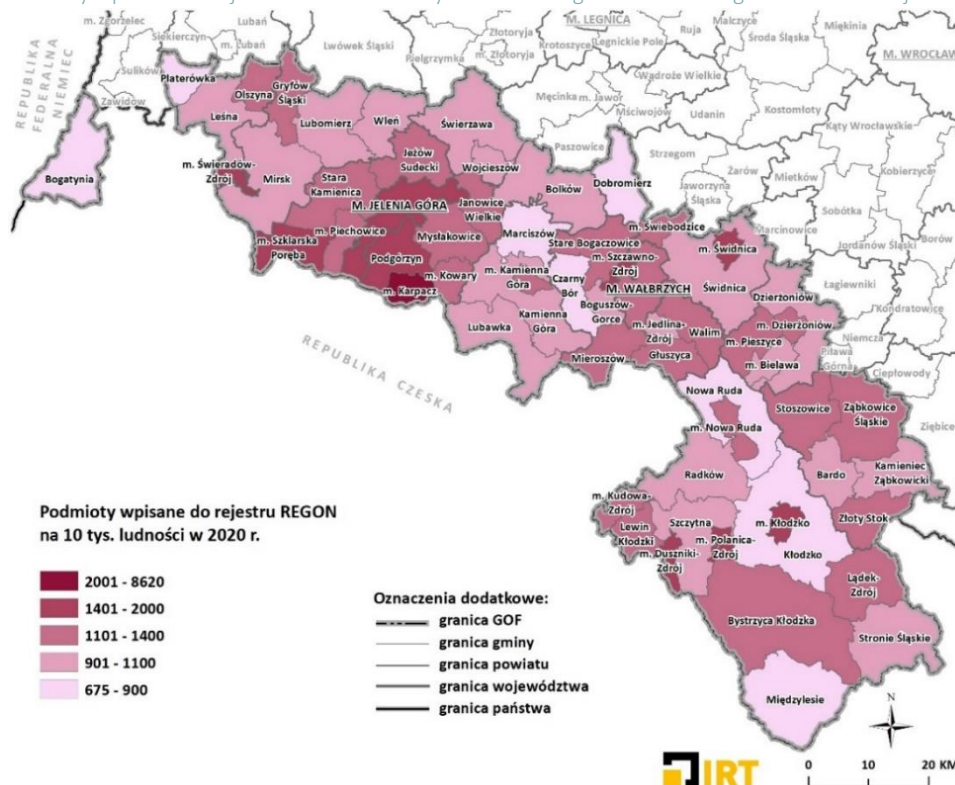 m. Zgorzelec
Lubań
Siekierczyn
m. Lubań
Sulików
Zawidów
Lwówek Śląski
Pielgrzymka
Złotoryja
m. Złotoryja
Krotoszyce
M. LEGNICA
Legnickie Pole
Ruja
Malczyce
Środa Śląska
Miękinia
M. WROCŁAW
Wądroże Wielkie
Męcinka
m. Jawor
Mściwojów
Udanin
Kostomłoty
Kąty Wrocławskie
Paszowice
Strzegom
Żarów
Mietków
Kobierzyce
Jaworzyna
Śląska
Marcinowice
Sobótka
Jordanów Śląski
Borów
Łagiewniki
Kondratowice
Niemcza
Piława
Górna
Ciepłowody
Ziębice
REPUBLIKA
FEDERALNA
NIEMIEC
REPUBLIKA CZESKA
Platerówka
Bogatynia
Olszyna
Gryfów
Śląski
Leśna
Lubomierz
Wleń
Świerzawa
m. Świeradów-
Zdrój
Mirsk
Stara
Kamienica
Jeżów
Sudecki
Wojcieszów
M. JELENIA GÓRA
Janowice
Wielkie
Bolków
Dobromierz
m. Szklarska
Poręba
m. Piechowice
Mysłakowice
Podgórzyn
m. Karpacz
m. Kowary
Marciszów
m. Kamienna
Góra
Kamienna
Góra
Lubawka
Czarny
Bór
Stare Bogaczowice
m. Świebodzice
m. Szczawno-
Zdrój
M. WAŁBRZYCH
Boguszów-
Gorce
m. Świdnica
Świdnica
Dzierżoniów
m. Dzierżoniów
m. Jedlina-
Zdrój
Walim
Głuszyca
Mieroszów
m. Pieszyce
m. Bielawa
Nowa Ruda
m. Nowa Ruda
Stoszowice
Ząbkowice
Śląskie
Radków
Bardo
Kamieniec
Ząbkowicki
m. Kudowa-
Zdrój
Lewin
Kłodzki
Szczytna
m. Duszniki-
Zdrój
m. Polanica-
Zdrój
m. Kłodzko
Kłodzko
Złoty Stok
Lądek-
Zdrój
Bystrzyca Kłodzka
Stronie Śląskie
Międzylesie
Podmioty wpisane do rejestru REGON
na 10 tys. ludności w 2020 r.
2001 - 8620
1401 - 2000
1101 - 1400
901 - 1100
675 - 900
Oznaczenia dodatkowe:
granica GOF
granica gminy
granica powiatu
granica województwa
granica państwa
N
IRT
0 10 20 KM